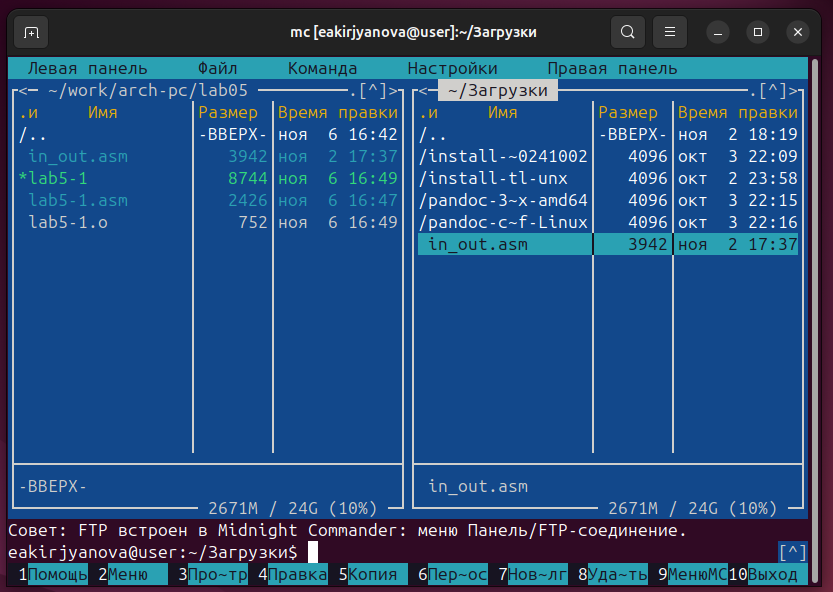 mc [eakirjyanova@user]:~/Загрузки
Левая панель Файл Команда Настройки Правая панель
<— ~/work/arch-pc/lab05 ———.[^]> <— ~/Загрузки ———.[^]>
.и Имя Размер Время правки .и Имя Размер Время правки
/.. -ВВЕРХ- ноя 6 16:42 /.. -ВВЕРХ- ноя 2 18:19
in_out.asm 3942 ноя 2 17:37 /install-~0241002 4096 окт 3 22:09
*lab5-1 8744 ноя 6 16:49 /install-tl-unx 4096 ноя 2 23:58
lab5-1.asm 2426 ноя 6 16:47 /pandoc-3~x-amd64 4096 окт 3 22:15
lab5-1.o 752 ноя 6 16:49 /pandoc-c~f-Linux 4096 окт 3 22:16
in_out.asm 3942 ноя 2 17:37
-ВВЕРХ- in_out.asm
2671M / 24G (10%) 2671M / 24G (10%)
Совет: FTP встроен в Midnight Commander: меню Панель/FTP-соединение.
eakirjyanova@user:~/Загрузки$ [^]
1Помощь 2Меню 3Про~тр 4Правка 5Копия 6Пер~ос 7Нов~лг 8Уда~ть 9МенюМС 10Выход